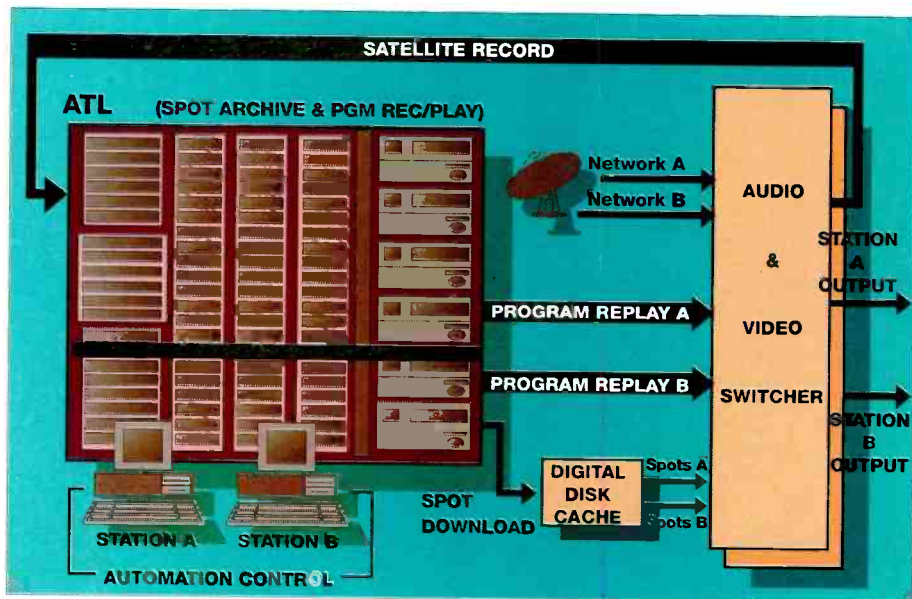 SATELLITE RECORD
ATL (SPOT ARCHIVE & PGM REC/PLAY)
Network A
Network B
AUDIO
&
VIDEO
SWITCHER
STATION
A
OUTPUT
PROGRAM REPLAY A
PROGRAM REPLAY B
STATION
B
OUTPUT
SPOT
DOWNLOAD
DIGITAL
DISK
CACHE
Spots A
Spots B
STATION A
STATION B
AUTOMATION CONTROL